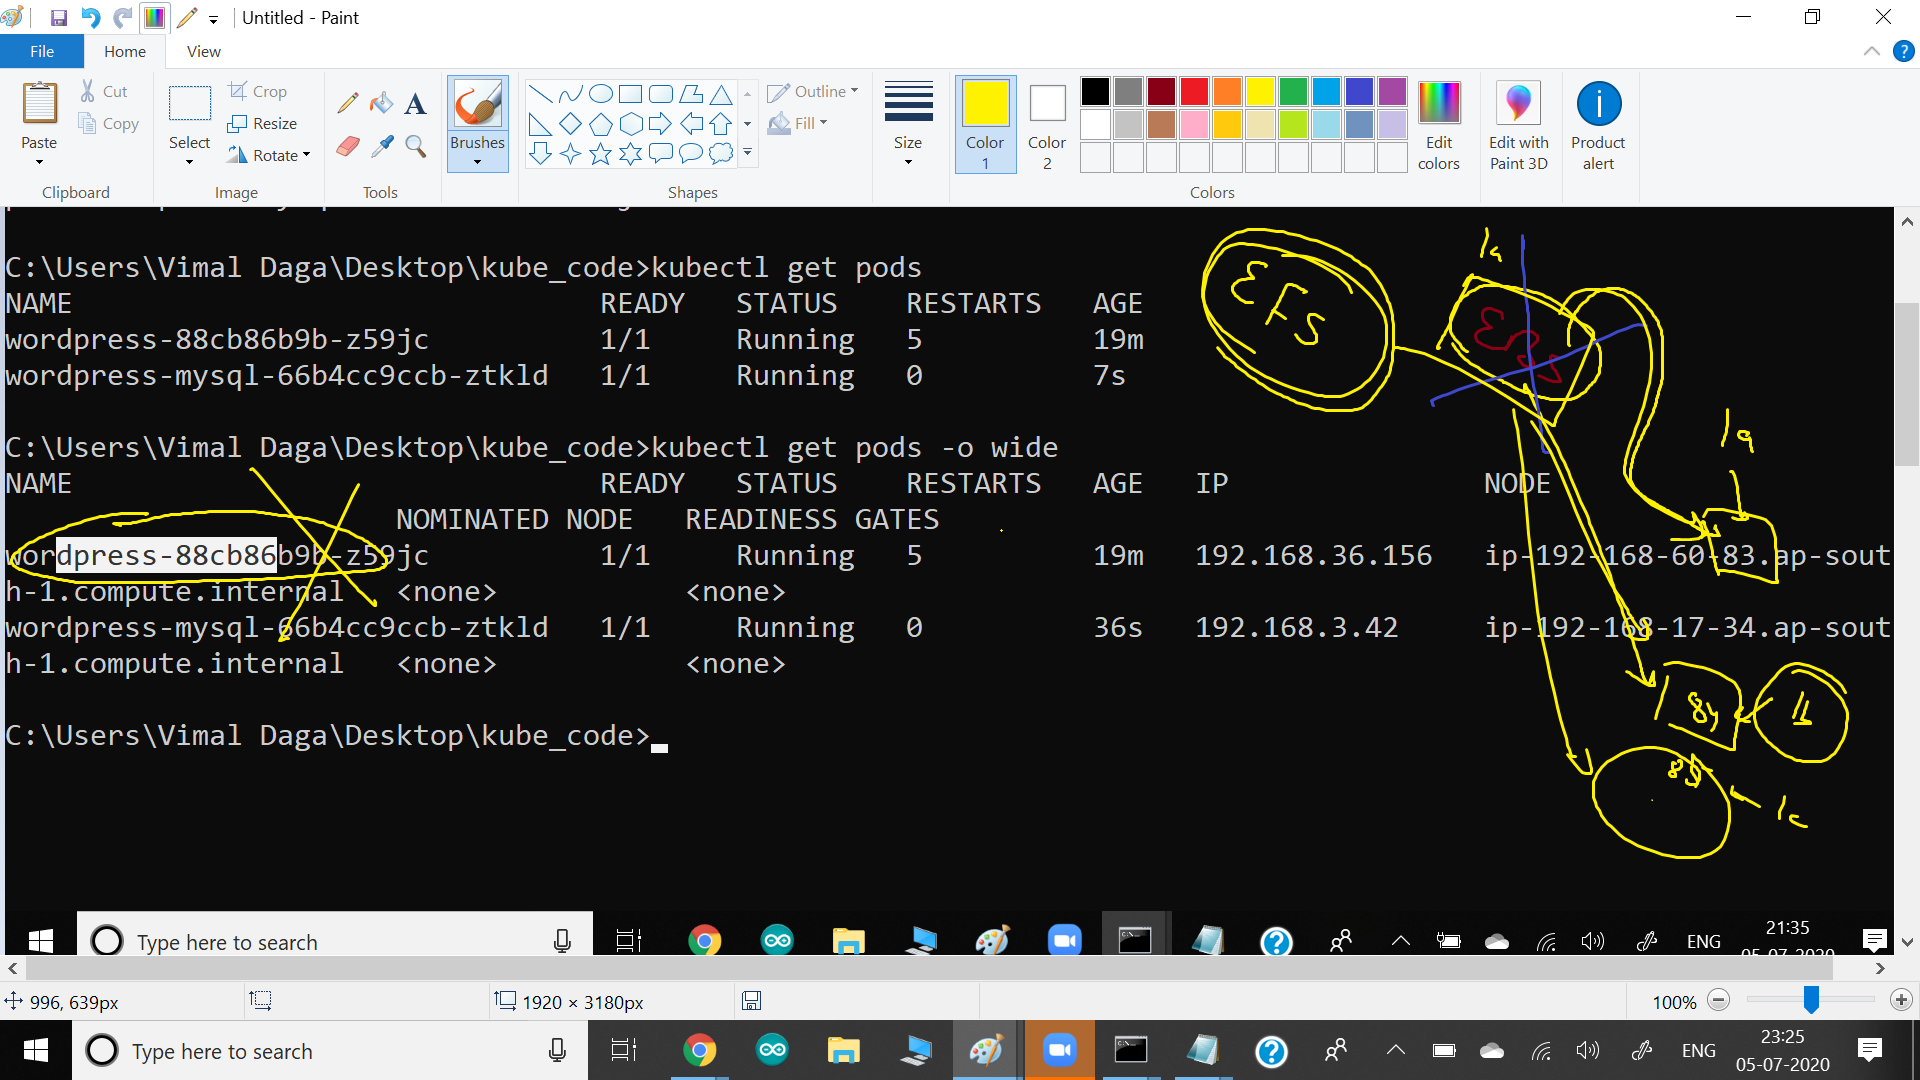 Untitled - Paint
File Home View
Paste
Cut
Copy
Clipboard
Select
Crop
Resize
Rotate
Image
Tools
Brushes
Shapes
Outline
Fill
Size
Color 1
Color 2
Edit colors
Colors
Edit with Paint 3D
Product alert
C:\Users\Vimal Daga\Desktop\kube_code>kubectl get pods
NAME READY STATUS RESTARTS AGE
wordpress-88cb86b9b-z59jc 1/1 Running 5 19m
wordpress-mysql-66b4cc9ccb-ztkld 1/1 Running 0 7s
C:\Users\Vimal Daga\Desktop\kube_code>kubectl get pods -o wide
NAME READY STATUS RESTARTS AGE IP NODE
NOMINATED NODE READINESS GATES
wordpress-88cb86b9b-z59jc 1/1 Running 5 19m 192.168.36.156 ip-192-168-60-83.ap-sout
h-1.compute.internal <none> <none>
wordpress-mysql-66b4cc9ccb-ztkld 1/1 Running 0 36s 192.168.3.42 ip-192-168-17-34.ap-sout
h-1.compute.internal <none> <none>
C:\Users\Vimal Daga\Desktop\kube_code>
EFS
1a
EBS
1a
84
1c
Type here to search
ENG
21:35
05-07-2020
996, 639px
1920 × 3180px
100%
Type here to search
ENG
23:25
05-07-2020